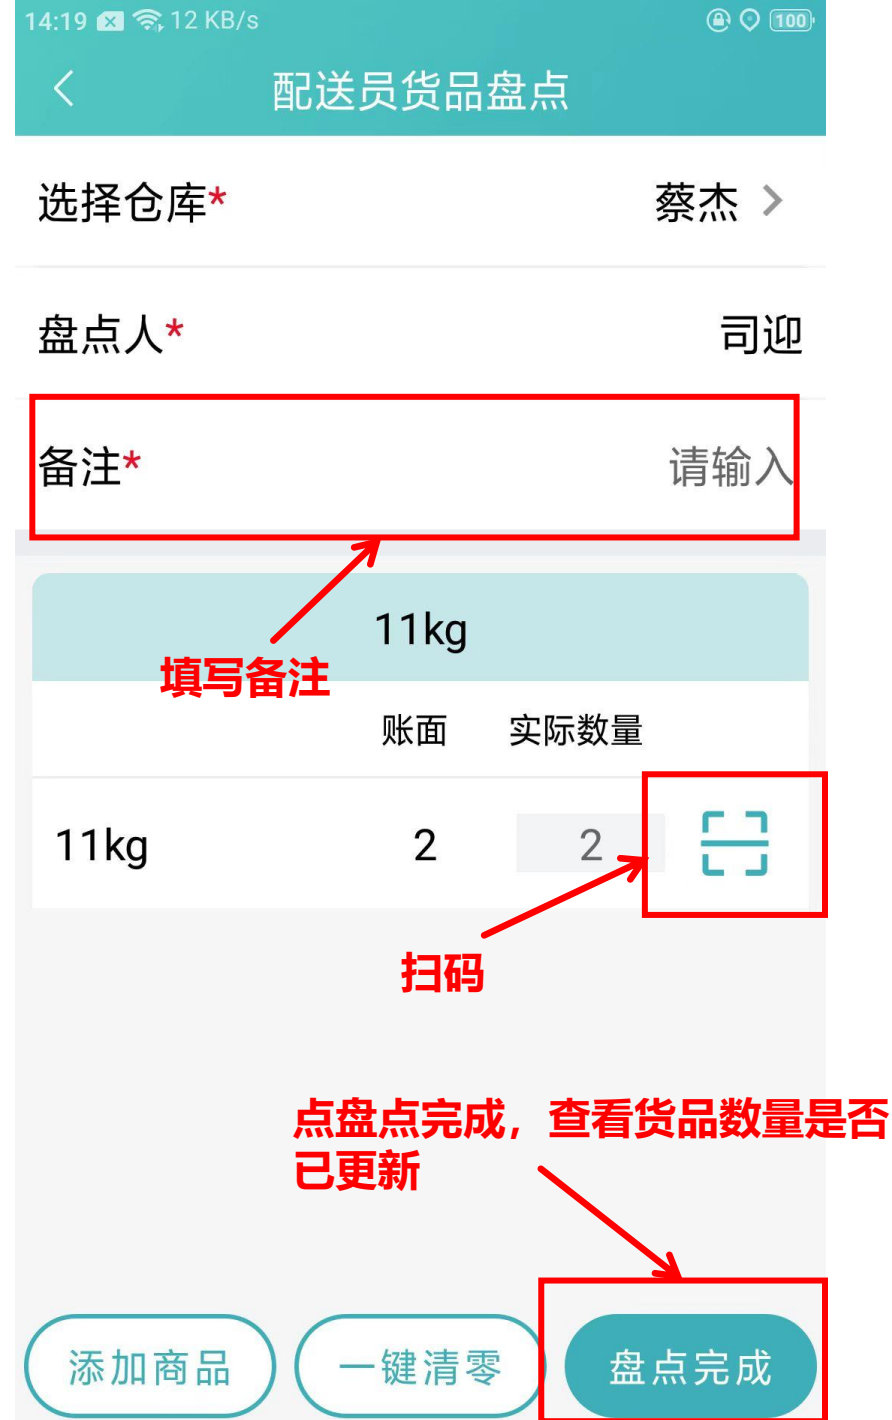 14:19 12 KB/s 100
配送员货品盘点
选择仓库* 蔡杰
盘点人* 司迎
备注* 请输入
11kg
填写备注
账面 实际数量
11kg 2 2
扫码
点盘点完成，查看货品数量是否
已更新
添加商品 一键清零 盘点完成